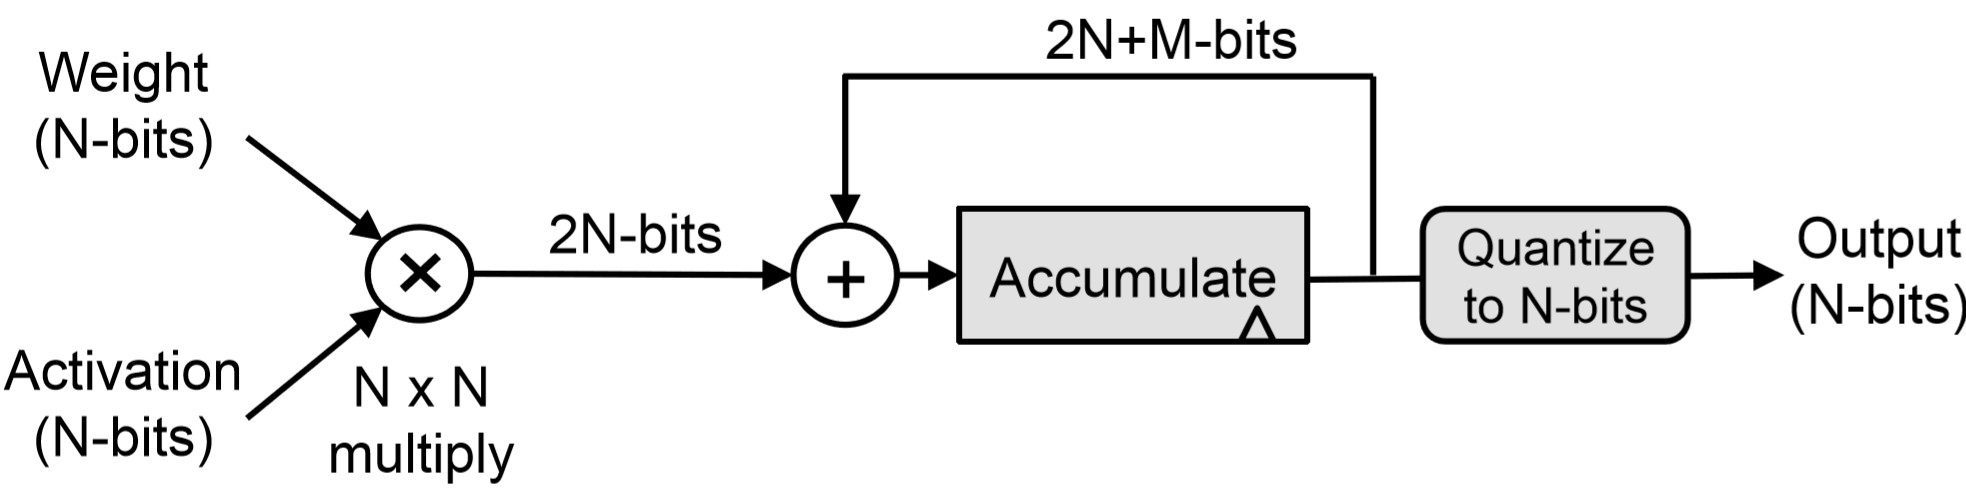 Weight
(N-bits)
Activation
(N-bits)
N x N
multiply
2N-bits
2N+M-bits
Accumulate
Quantize
to N-bits
Output
(N-bits)